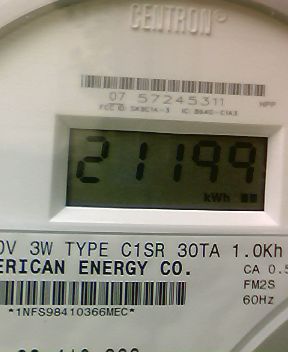 CENTRON®
07 57245311
HPP
21199
kWh
0V 3W TYPE C1SR 30TA 1.0Kh
ERICAN ENERGY CO.
CA 0.5
FM2S
60Hz
*1NFS98410366MEC*